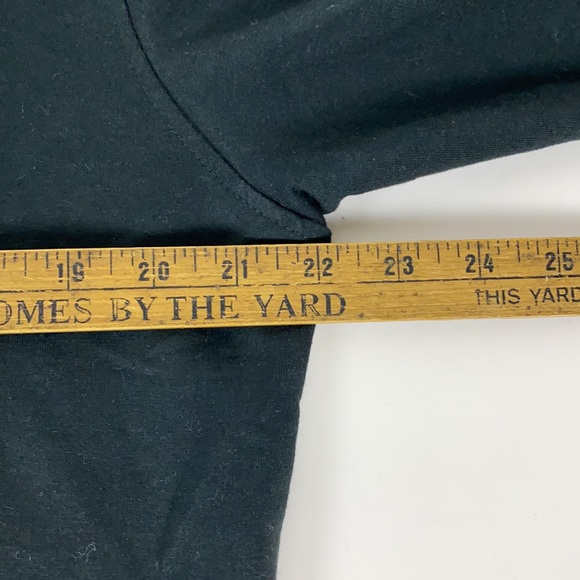 19 20 21 22 23 24 25
OMES BY THE YARD THIS YARD